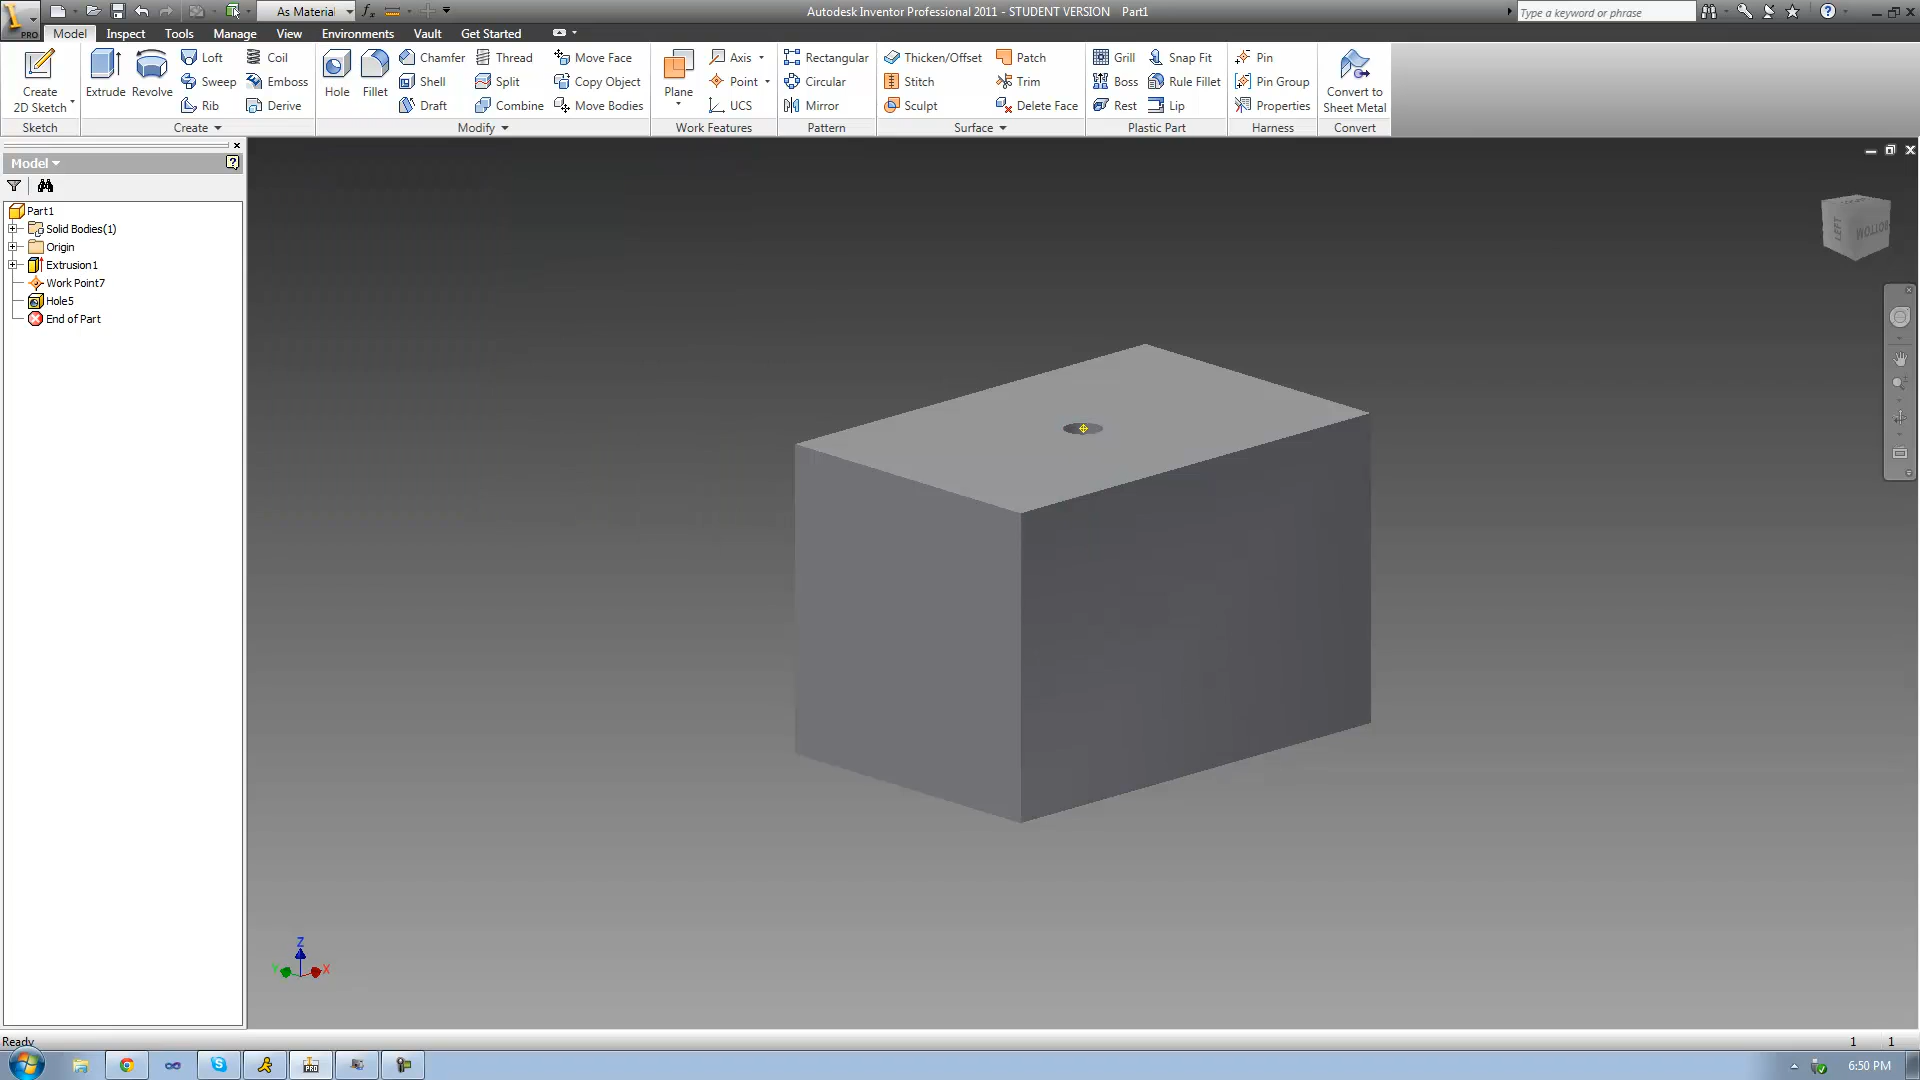 As Material
Autodesk Inventor Professional 2011 - STUDENT VERSION Part1
Type a keyword or phrase
PRO
Model Inspect Tools Manage View Environments Vault Get Started
Create
2D Sketch
Extrude
Revolve
Loft
Sweep
Rib
Coil
Emboss
Derive
Hole
Fillet
Chamfer
Shell
Draft
Thread
Split
Combine
Move Face
Copy Object
Move Bodies
Plane
Axis
Point
UCS
Rectangular
Circular
Mirror
Thicken/Offset
Stitch
Sculpt
Patch
Trim
Delete Face
Grill
Boss
Rest
Snap Fit
Rule Fillet
Lip
Pin
Pin Group
Properties
Convert to
Sheet Metal
Sketch Create Modify Work Features Pattern Surface Plastic Part Harness Convert
Model
Part1
Solid Bodies(1)
Origin
Extrusion1
Work Point7
Hole5
End of Part
LEFT
BOTTOM
Z
Y
X
Ready
1 1
PRO
6:50 PM